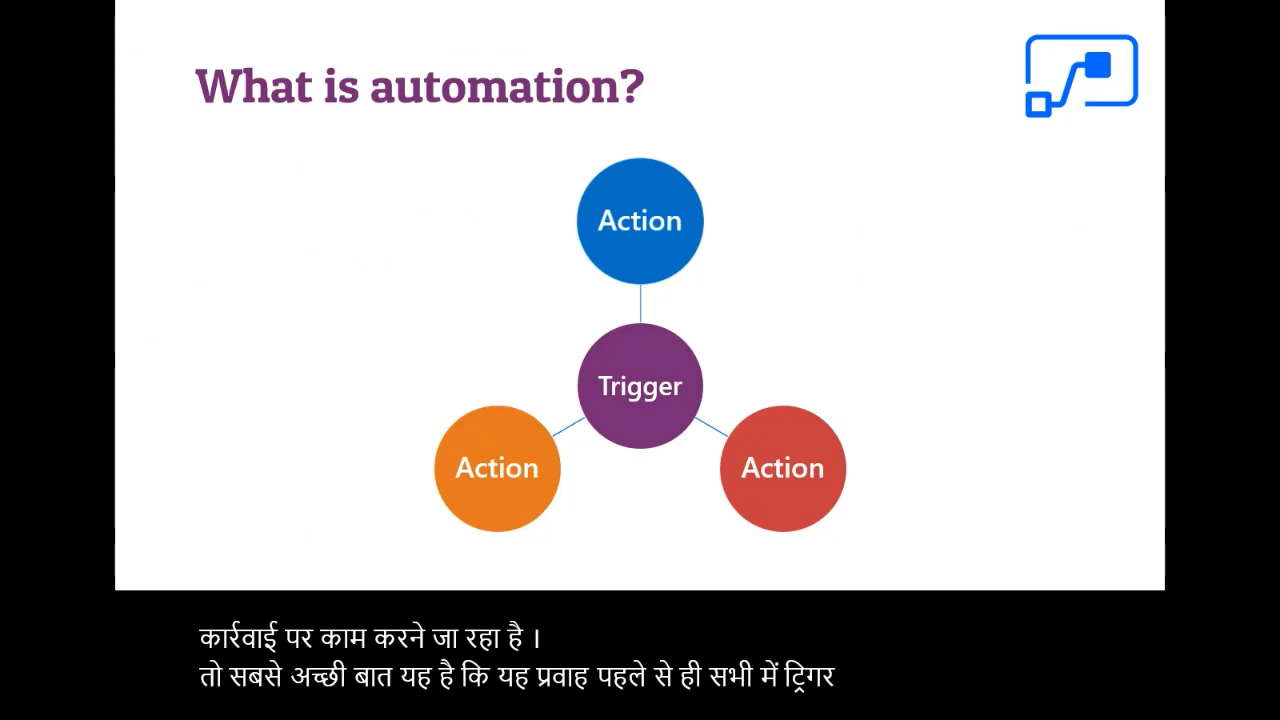 What is automation?
Action
Trigger
Action
Action
कार्रवाई पर काम करने जा रहा है ।
तो सबसे अच्छी बात यह है कि यह प्रवाह पहले से ही सभी में ट्रिगर